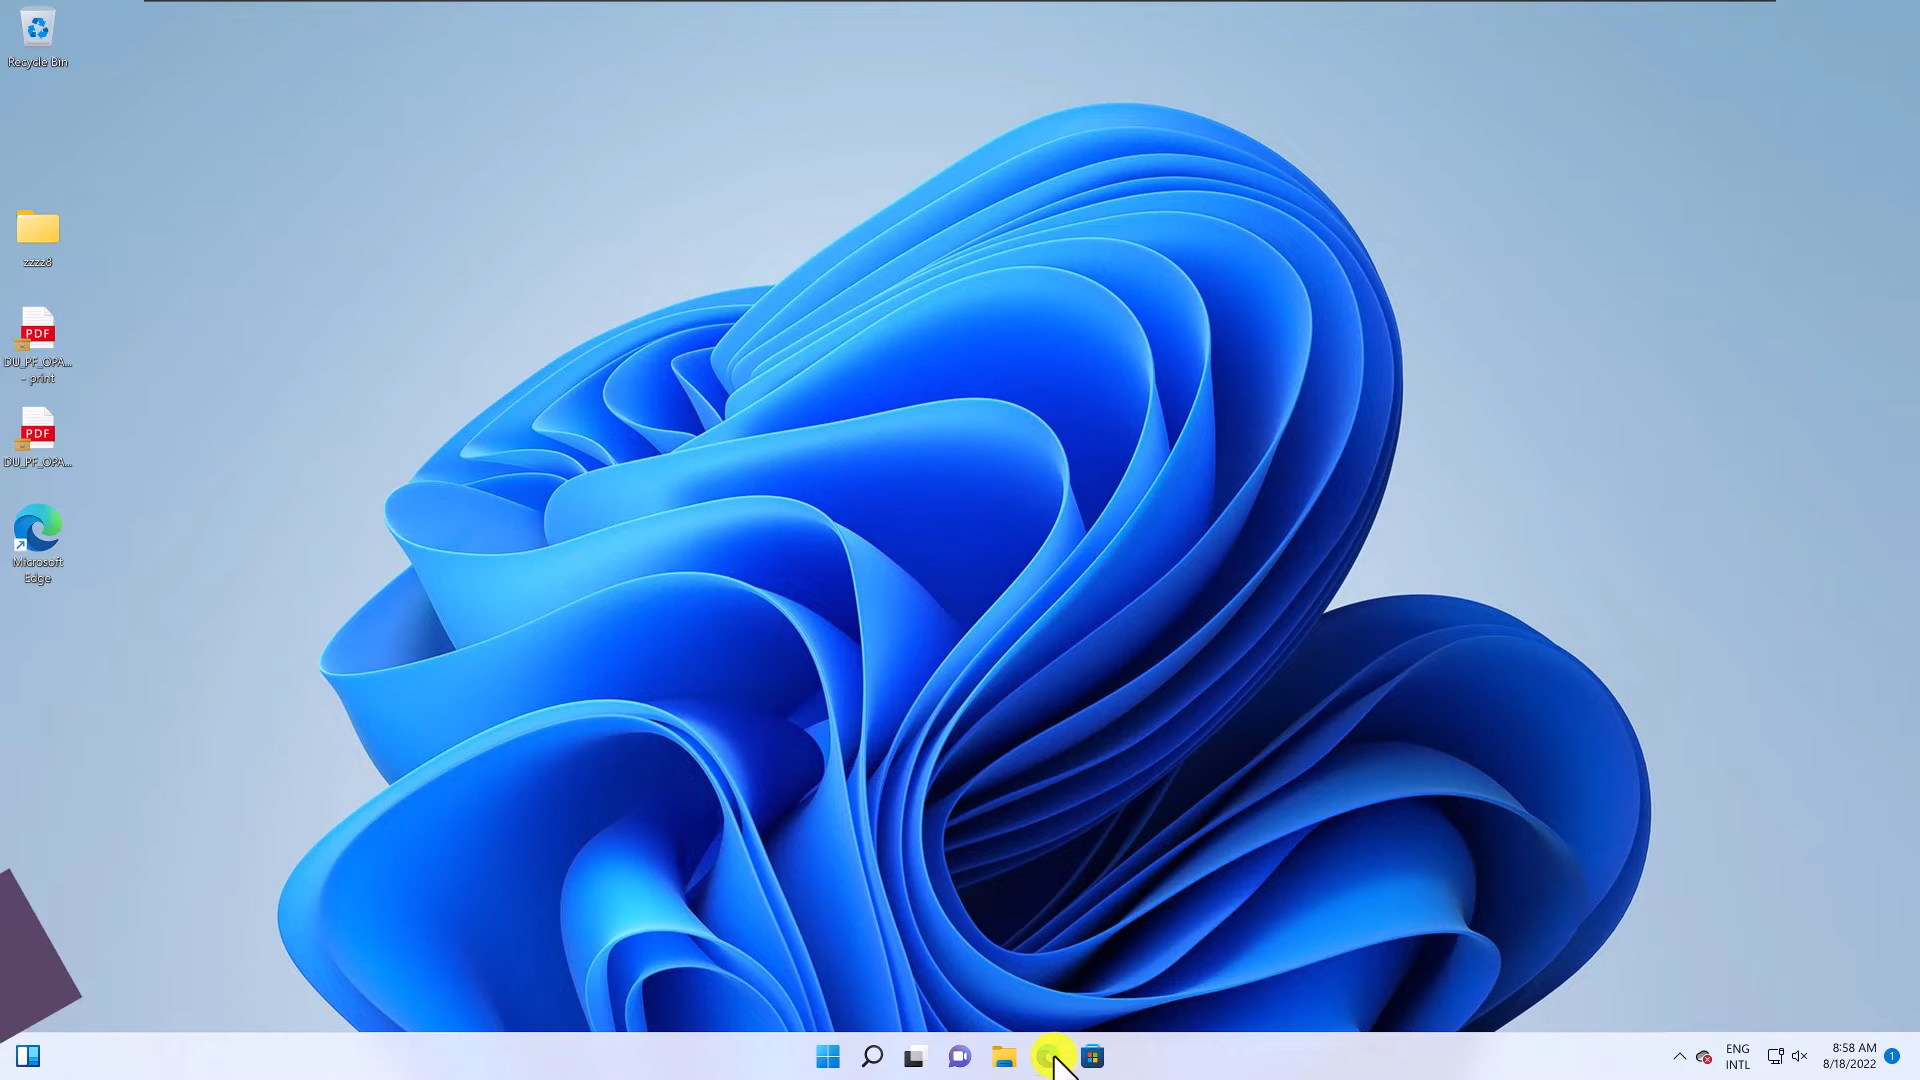 Recycle Bin
zzzz8
PDF
DU_PF_OPA...
- print
PDF
DU_PF_OPA...
Microsoft
Edge
ENG
INTL
8:58 AM
8/18/2022
1